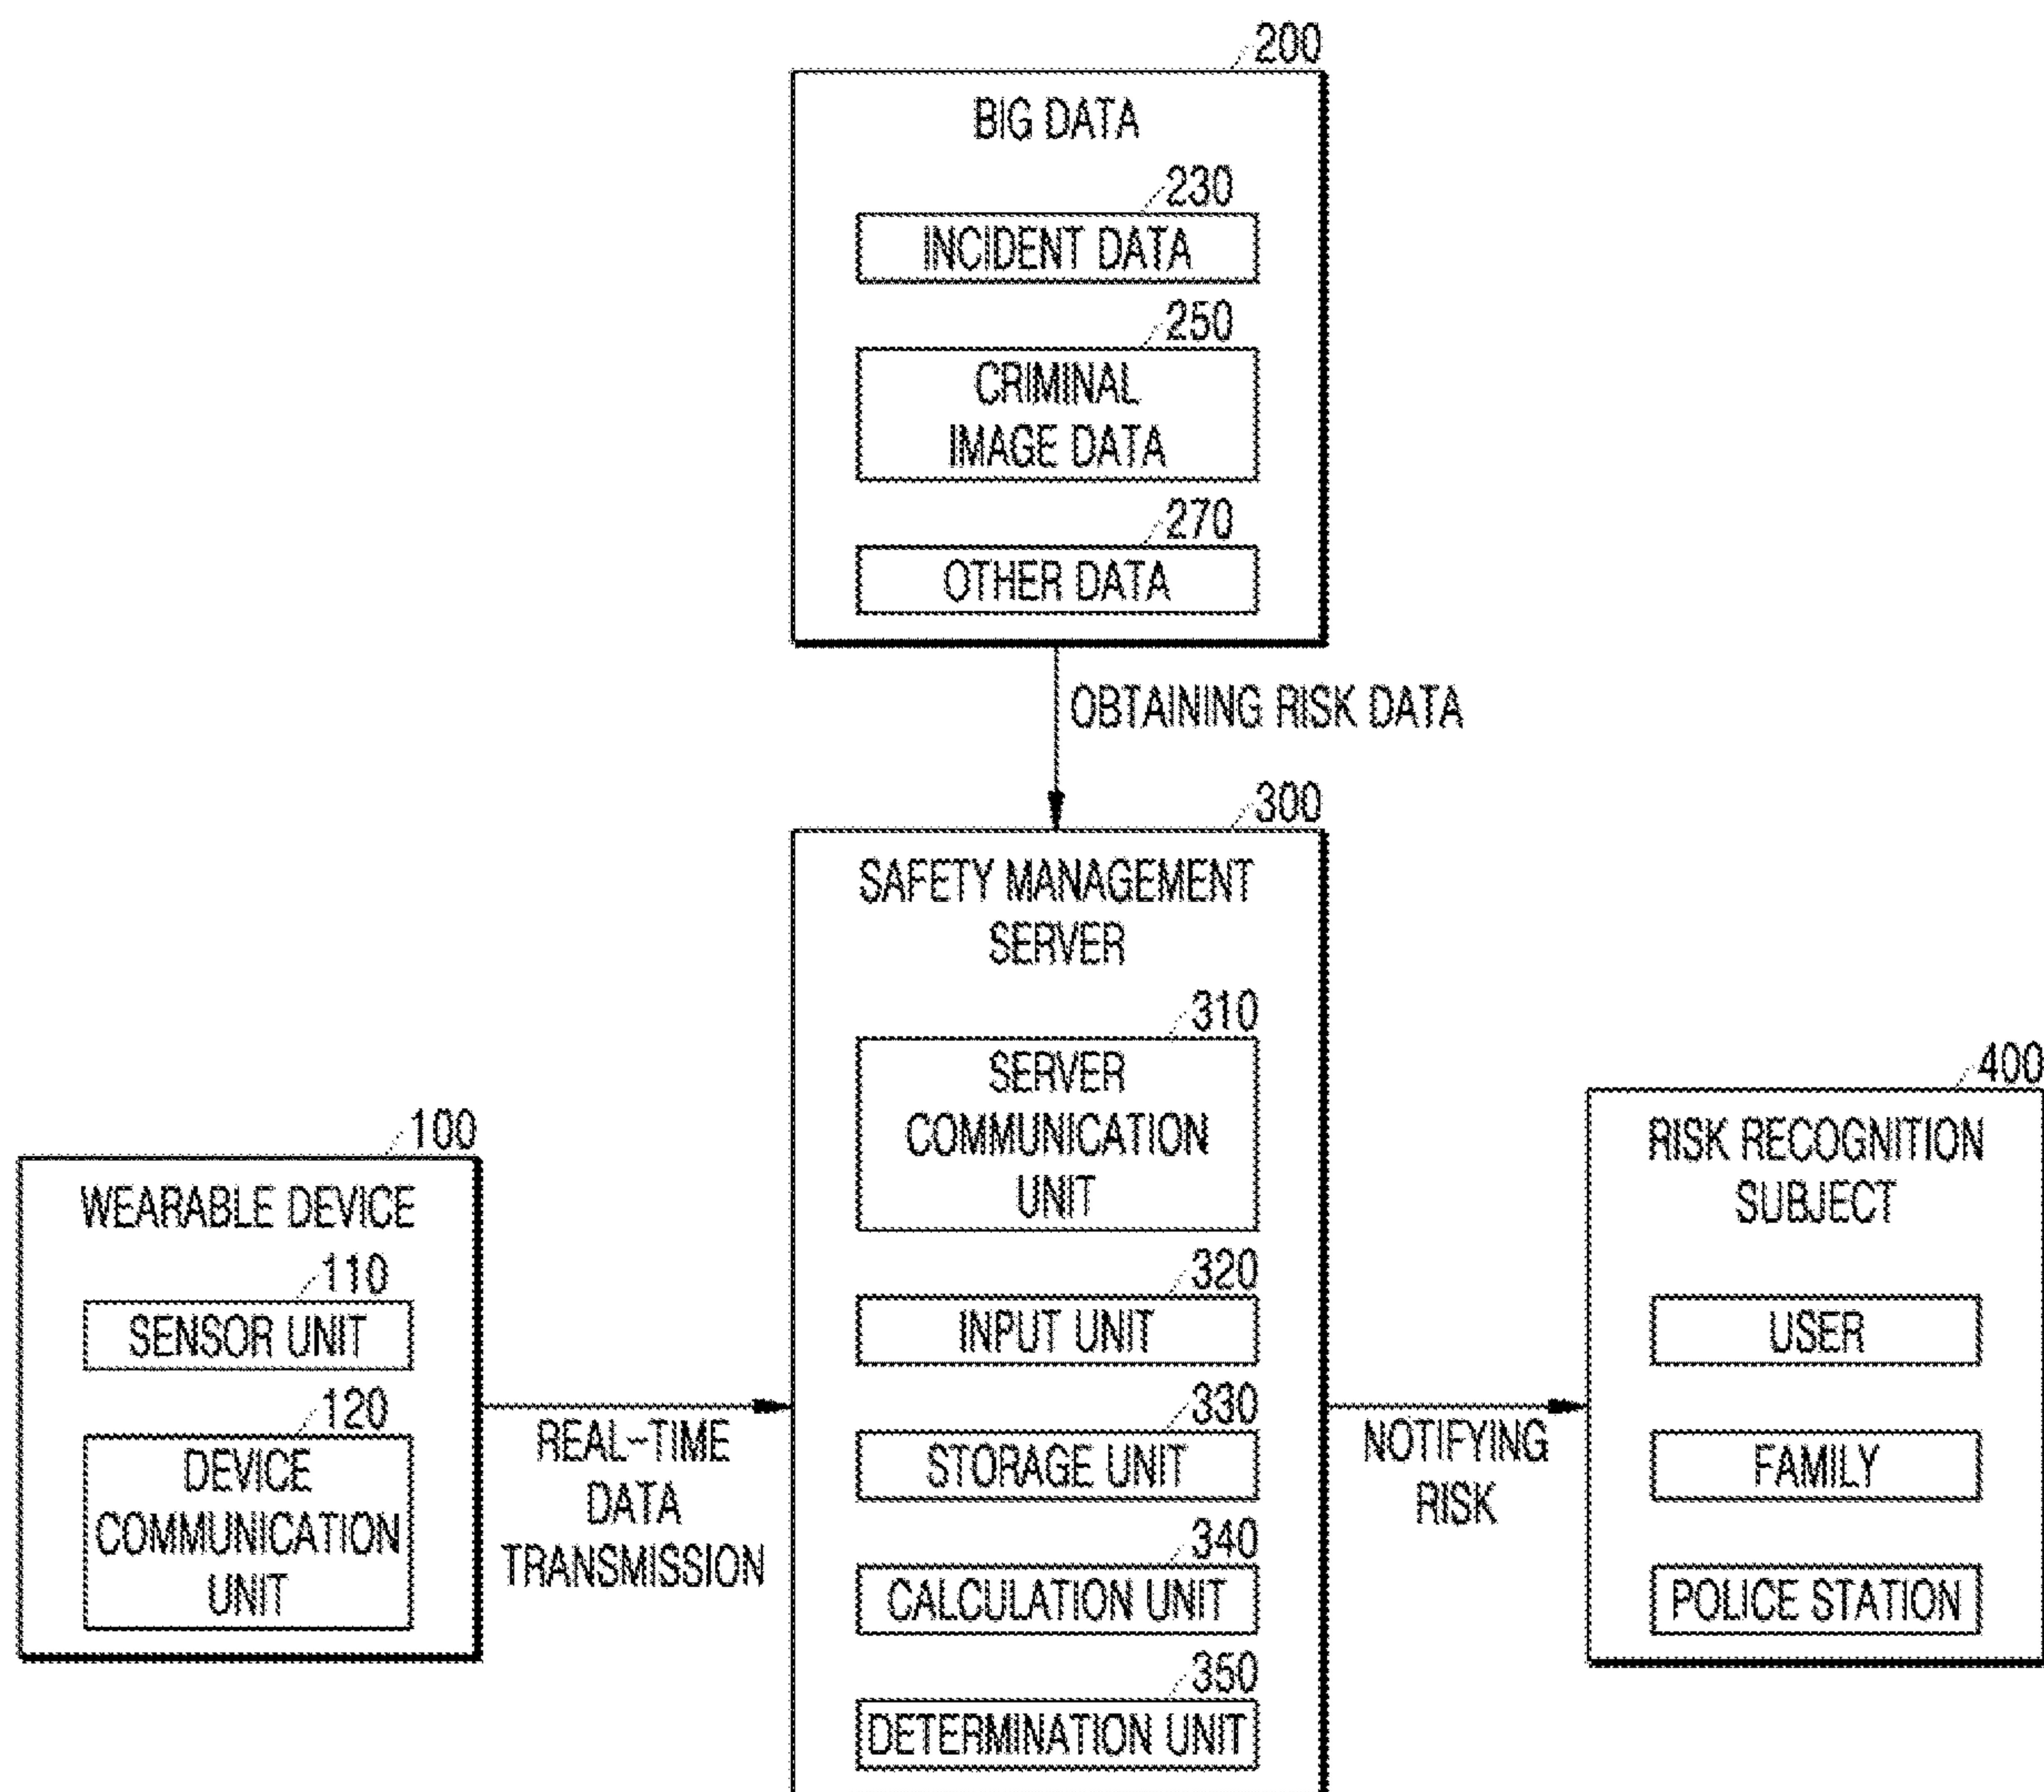 200
BIG DATA
230
INCIDENT DATA
250
CRIMINAL
IMAGE DATA
270
OTHER DATA
OBTAINING RISK DATA
300
SAFETY MANAGEMENT
SERVER
310
SERVER
COMMUNICATION
UNIT
320
INPUT UNIT
330
STORAGE UNIT
340
CALCULATION UNIT
350
DETERMINATION UNIT
100
WEARABLE DEVICE
110
SENSOR UNIT
120
DEVICE
COMMUNICATION
UNIT
REAL-TIME
DATA
TRANSMISSION
NOTIFYING
RISK
400
RISK RECOGNITION
SUBJECT
USER
FAMILY
POLICE STATION